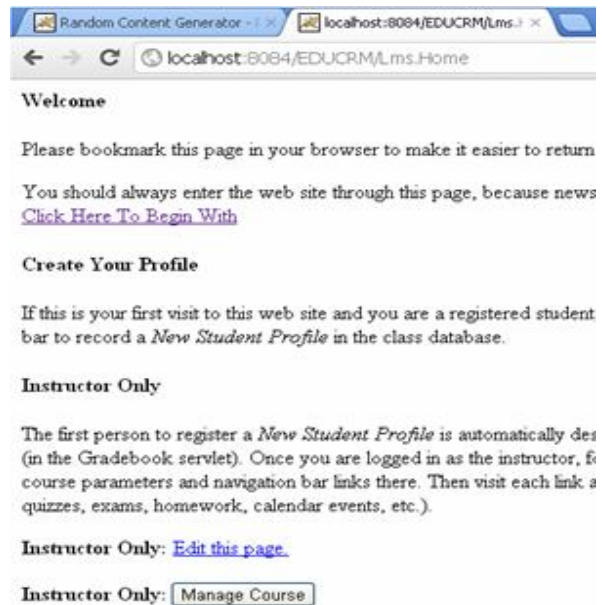 Random Content Generator -
localhost:8084/EDUCRM/Lms.
localhost:8084/EDUCRM/Lms.Home
Welcome
Please bookmark this page in your browser to make it easier to return
You should always enter the web site through this page, because news
Click Here To Begin With
Create Your Profile
If this is your first visit to this web site and you are a registered student,
bar to record a New Student Profile in the class database.
Instructor Only
The first person to register a New Student Profile is automatically des
(in the Gradebook servlet). Once you are logged in as the instructor, fo
course parameters and navigation bar links there. Then visit each link a
quizzes, exams, homework, calendar events, etc.).
Instructor Only: Edit this page.
Instructor Only: Manage Course